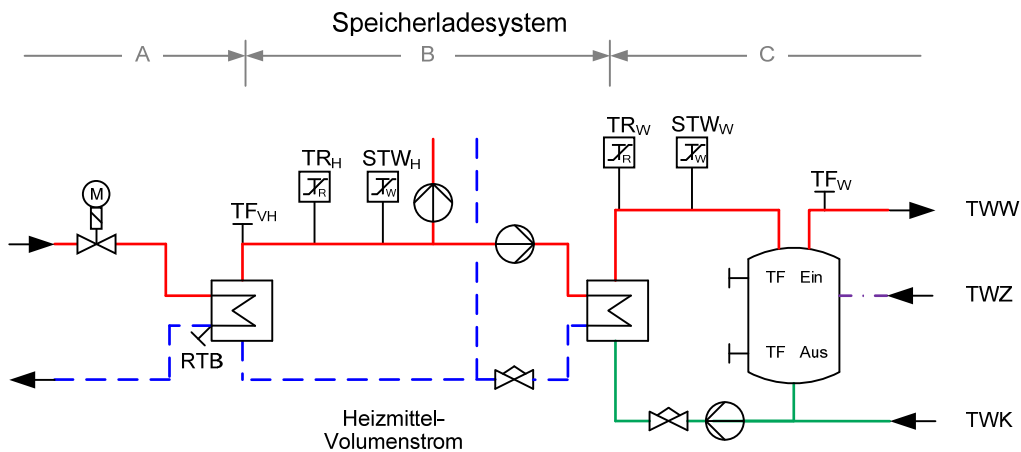 Speicherladesystem
A B C
TR_H STW_H TR_W STW_W
R W R W
M
TF_VH TF_W
TWW
TF Ein
TWZ
RTB
TF Aus
Heizmittel-
Volumenstrom
TWK